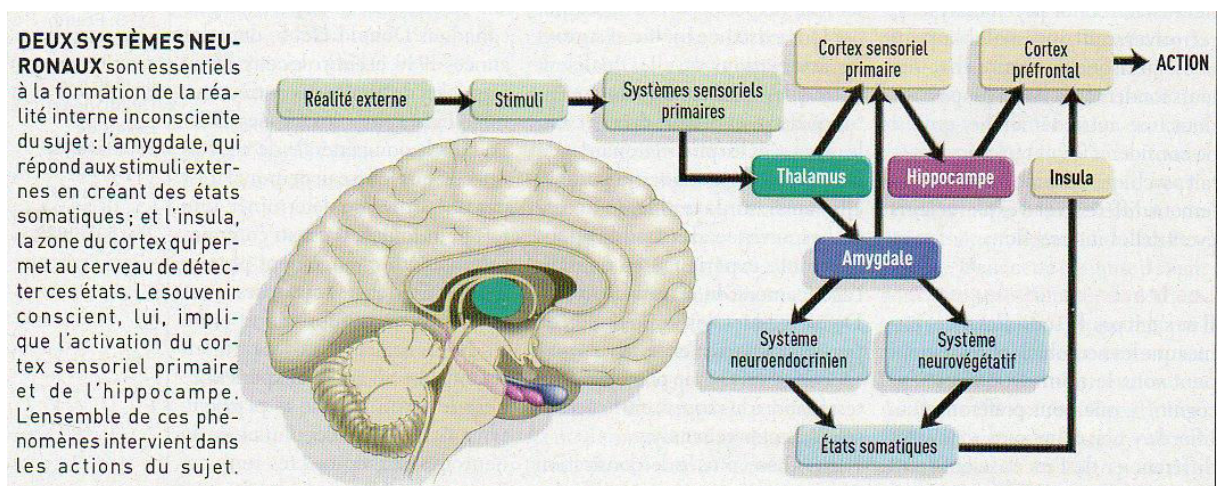 DEUX SYSTÈMES NEU-
RONAUX sont essentiels
à la formation de la réa-
lité interne inconsciente
du sujet : l'amygdale, qui
répond aux stimuli exter-
nes en créant des états
somatiques ; et l'insula,
la zone du cortex qui per-
met au cerveau de détec-
ter ces états. Le souvenir
conscient, lui, impli-
que l'activation du cor-
tex sensoriel primaire
et de l'hippocampe.
L'ensemble de ces phé-
nomènes intervient dans
les actions du sujet.
Réalité externe
Stimuli
Systèmes sensoriels
primaires
Cortex sensoriel
primaire
Cortex
préfrontal
ACTION
Thalamus
Hippocampe
Insula
Amygdale
Système
neuroendocrinien
Système
neurovégétatif
États somatiques